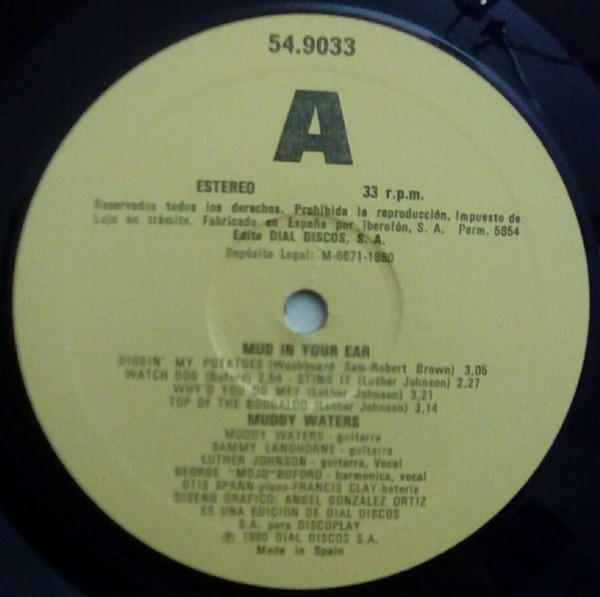 54.9033
A
ESTEREO 33 r.p.m.
Reservados todos los derechos. Prohibida la reproducción. Impuesto de
Lujo en trámite. Fabricado en España por Iberofón, S. A. Perm. 5854
Edita DIAL DISCOS, S. A.
Depósito Legal: M-6671-1980
MUD IN YOUR EAR
DIGGIN' MY POTATOES (Washboard Sam-Robert Brown) 3,05
WATCH DOG (Buford) 2,04 - STING IT (Luther Johnson) 2,27
WHY'D YOU DO ME? (Luther Johnson) 3,21
TOP OF THE BOOGALOO (Luther Johnson) 3,14
MUDDY WATERS
MUDDY WATERS - guitarra
SAMMY LANGHORNE - guitarra
LUTHER JOHNSON - guitarra, Vocal
GEORGE "MOJO" BUFORD - harmonica, vocal
OTIS SPANN-piano-FRANCIS CLAY-bateria
DISEÑO GRAFICO: ANGEL GONZALEZ ORTIZ
ES UNA EDICION DE DIAL DISCOS
S.A. para DISCOPLAY
℗ 1980 DIAL DISCOS S.A.
Made in Spain